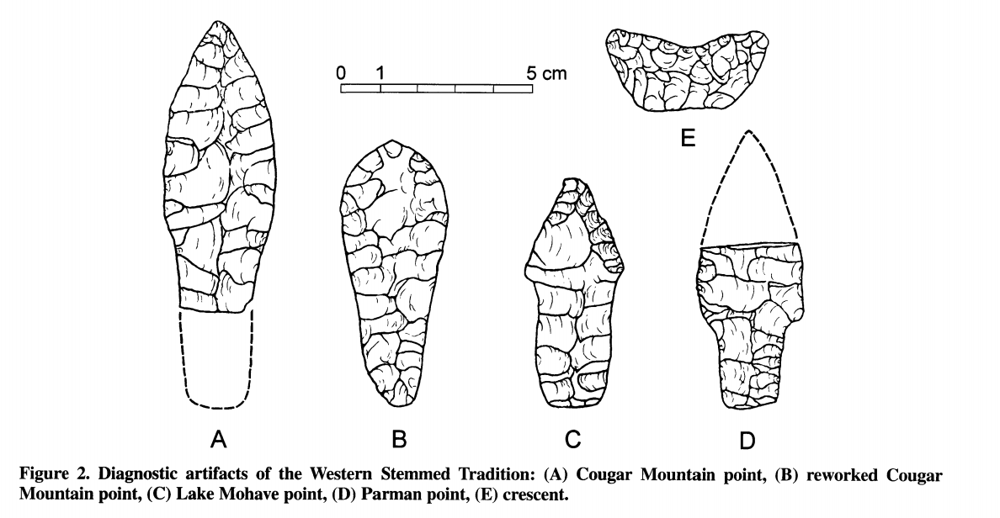 0 1 5 cm
E
A B C D
Figure 2. Diagnostic artifacts of the Western Stemmed Tradition: (A) Cougar Mountain point, (B) reworked Cougar
Mountain point, (C) Lake Mohave point, (D) Parman point, (E) crescent.